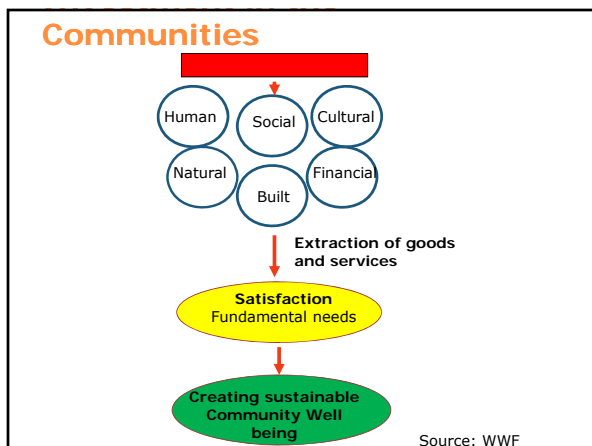 Communities
Human
Social
Cultural
Natural
Built
Financial
Extraction of goods
and services
Satisfaction
Fundamental needs
Creating sustainable
Community Well
being
Source: WWF